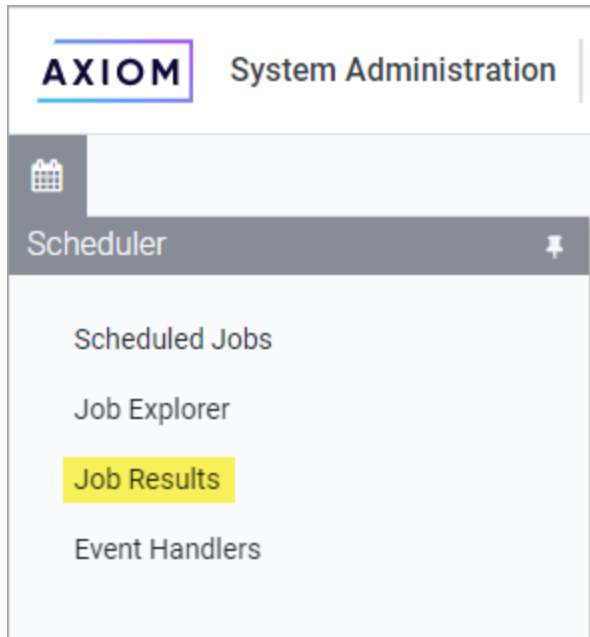 AXIOM System Administration
Scheduler
Scheduled Jobs
Job Explorer
Job Results
Event Handlers